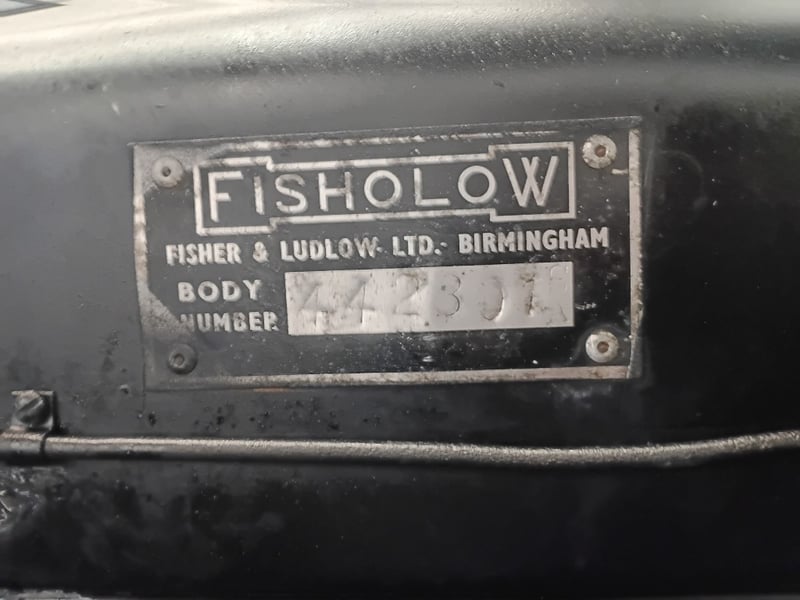 FISHOLOW
FISHER & LUDLOW LTD. BIRMINGHAM
BODY
NUMBER